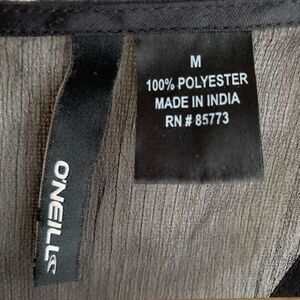 M
100% POLYESTER
MADE IN INDIA
RN # 85773
O'NEILL